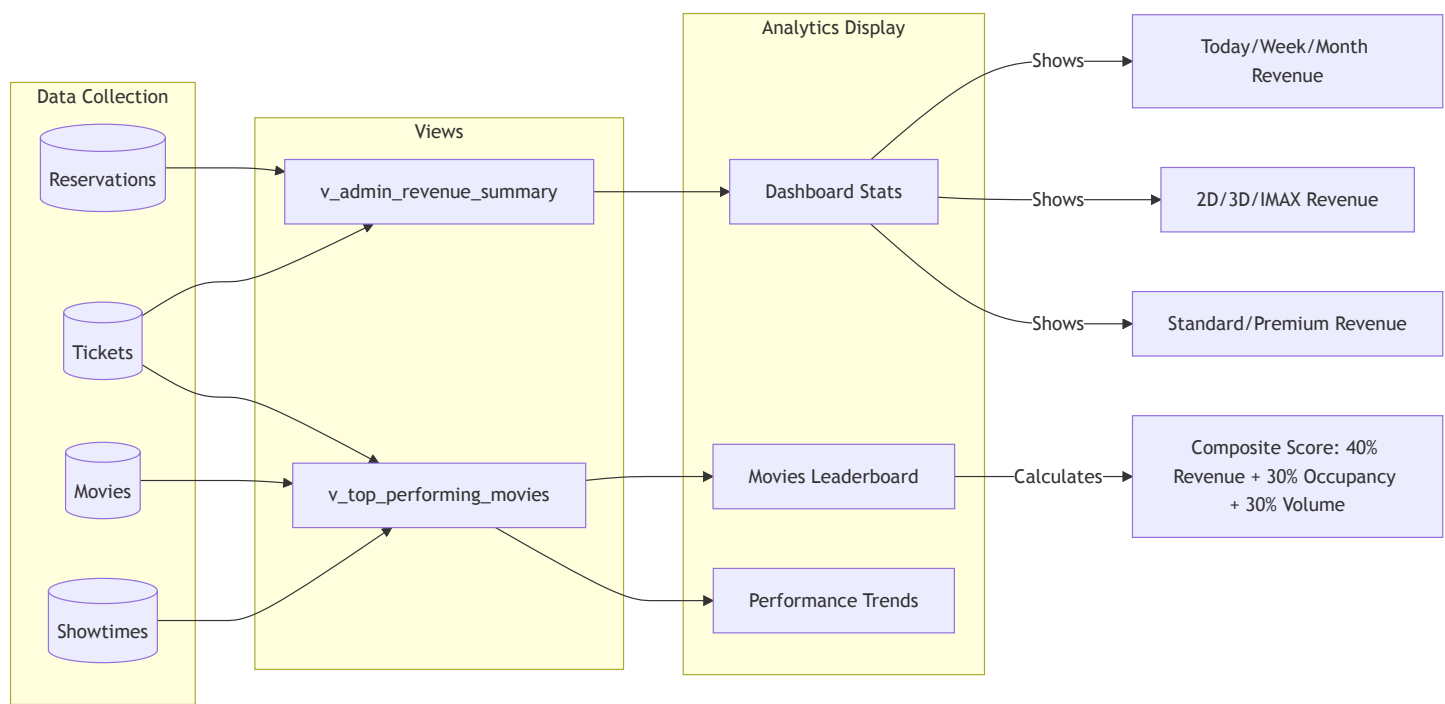 Data Collection
Reservations
Tickets
Movies
Showtimes
Views
v_admin_revenue_summary
v_top_performing_movies
Analytics Display
Dashboard Stats
Movies Leaderboard
Performance Trends
Shows
Shows
Shows
Calculates
Today/Week/Month
Revenue
2D/3D/IMAX Revenue
Standard/Premium Revenue
Composite Score: 40%
Revenue + 30% Occupancy
+ 30% Volume